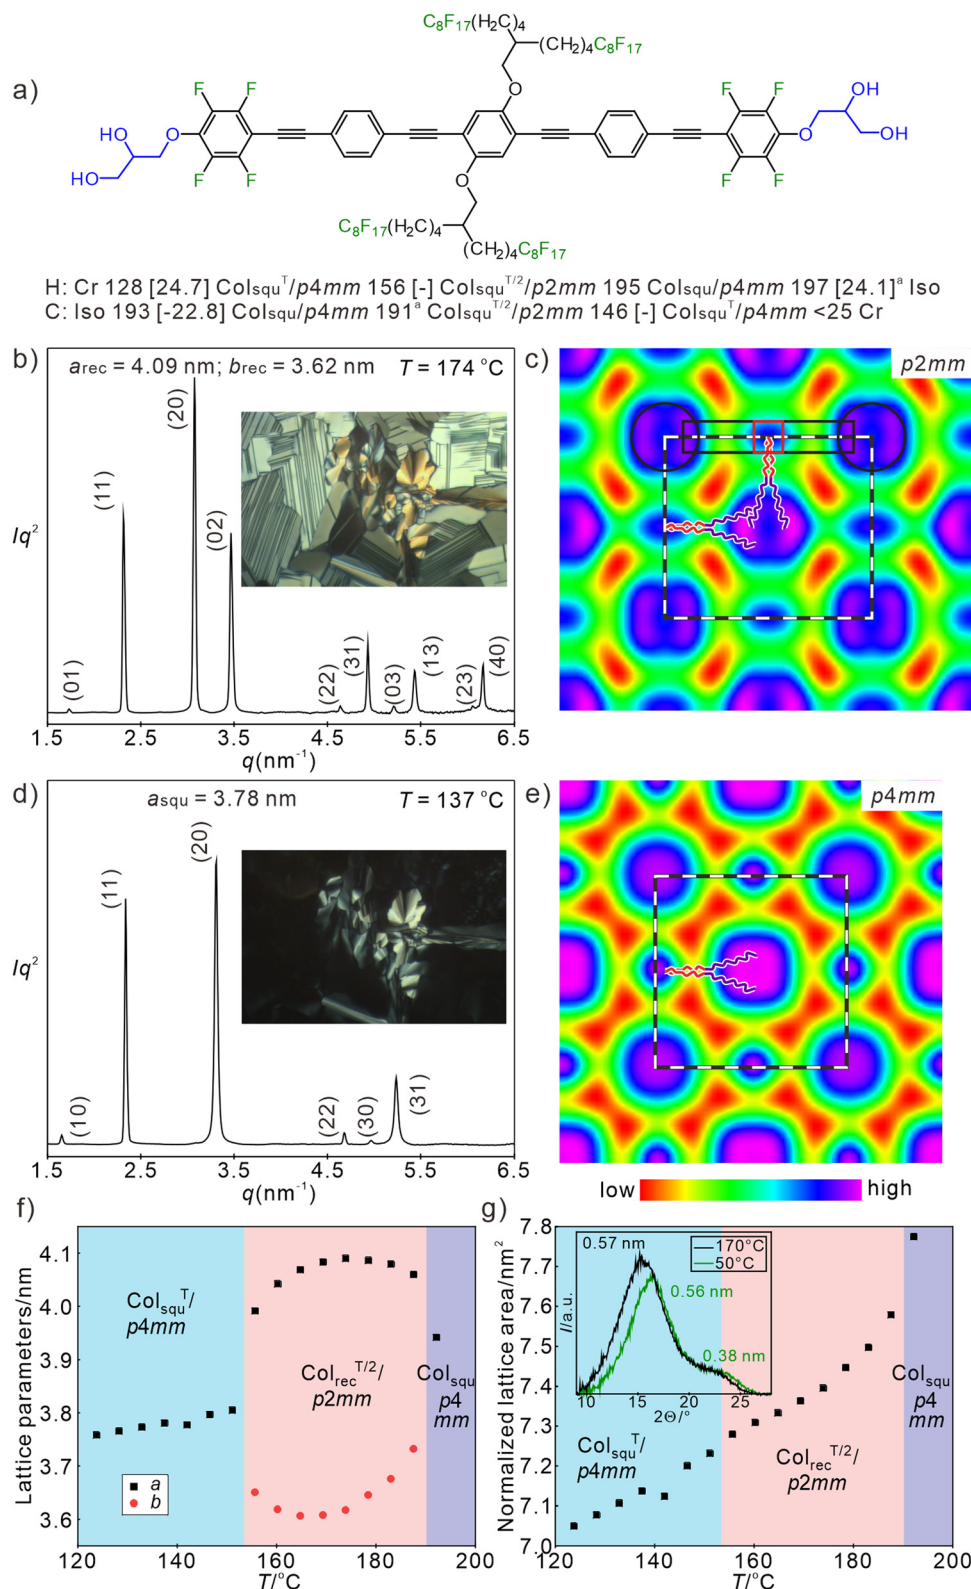 a)
C8F17(H2C)4
(CH2)4C8F17
O
F F
F F
OH
OH
O
O
HO
HO
F F
F F
O
C8F17(H2C)4
(CH2)4C8F17
H: Cr 128 [24.7] Colsqu^T/p4mm 156 [-] Colsqu^T/2/p2mm 195 Colsqu/p4mm 197 [24.1]^a Iso
C: Iso 193 [-22.8] Colsqu/p4mm 191^a Colsqu^T/2/p2mm 146 [-] Colsqu^T/p4mm <25 Cr
b)
arec = 4.09 nm; brec = 3.62 nm
T = 174 °C
(01)
(11)
(20)
(02)
(22)
(31)
(03)
(13)
(23)
(40)
Iq²
1.5 2.5 3.5 4.5 5.5 6.5
q(nm⁻¹)
c)
p2mm
d)
asqu = 3.78 nm
T = 137 °C
(10)
(11)
(20)
(22)
(30)
(31)
Iq²
1.5 2.5 3.5 4.5 5.5 6.5
q(nm⁻¹)
e)
p4mm
low
high
f)
Lattice parameters/nm
4.1
4.0
3.9
3.8
3.7
3.6
Colsqu^T/
p4mm
Colrec^T/2/
p2mm
Colsqu
p4
mm
a
b
120 140 160 180 200
T/°C
g)
Normalized lattice area/nm²
7.8
7.7
7.6
7.5
7.4
7.3
7.2
7.1
7.0
0.57 nm
170°C
50°C
0.56 nm
0.38 nm
I/a.u.
10 15 20 25
2Θ/°
Colsqu^T/
p4mm
Colrec^T/2/
p2mm
Colsqu
p4
mm
120 140 160 180 200
T/°C